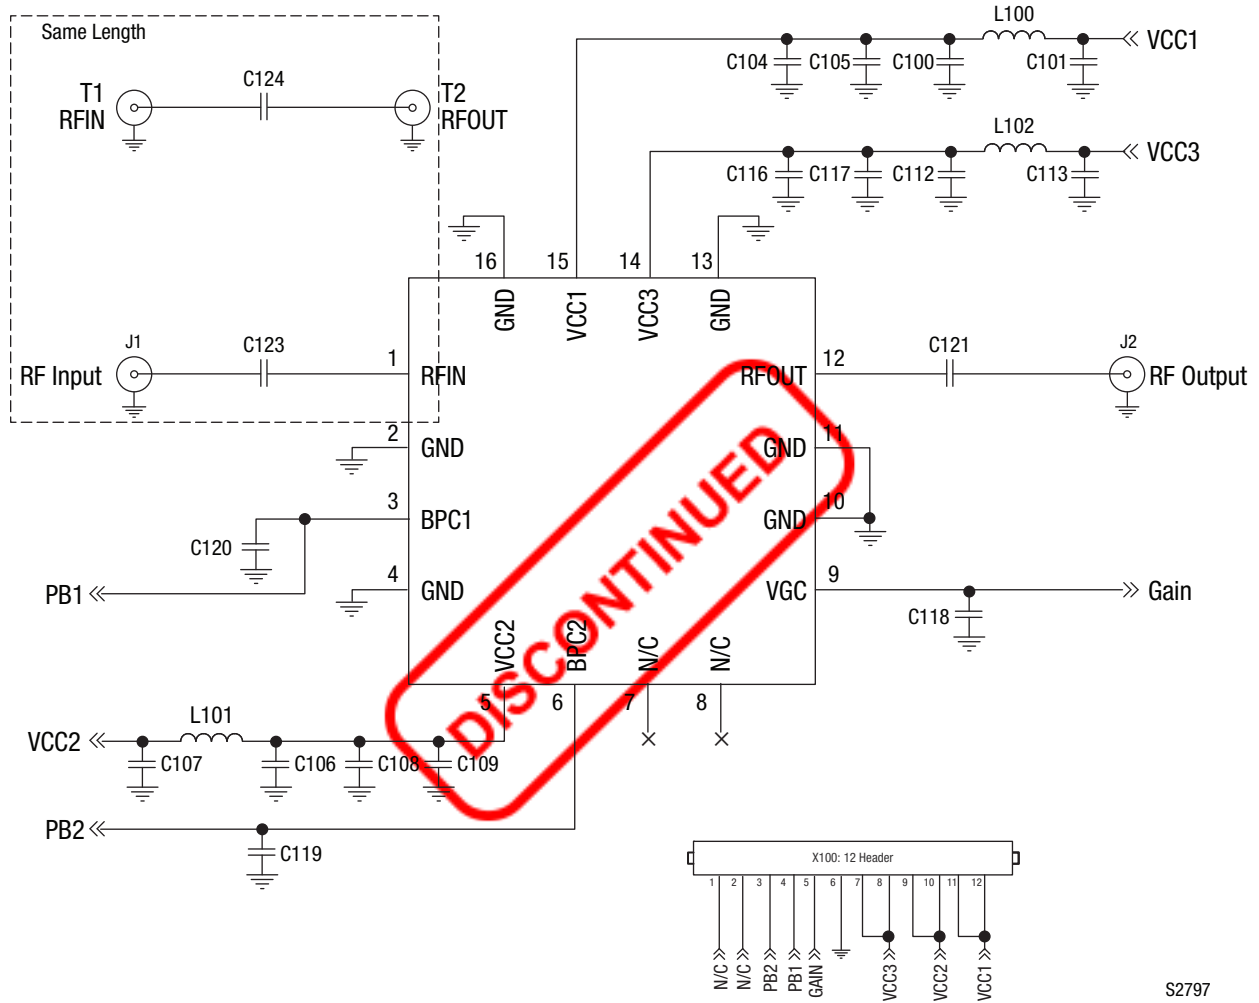 Same Length
T1
RFIN
C124
T2
RFOUT
L100
VCC1
C104
C105
C100
C101
L102
VCC3
C116
C117
C112
C113
16
15
14
13
GND
VCC1
VCC3
GND
RF Input
J1
C123
1
RFIN
RFOUT
12
C121
J2
RF Output
2
GND
GND
11
3
BPC1
GND
10
C120
PB1
4
GND
VGC
9
Gain
C118
VCC2
BPC2
N/C
N/C
5
6
7
8
DISCONTINUED
VCC2
L101
C107
C106
C108
C109
PB2
C119
X100: 12 Header
1 2 3 4 5 6 7 8 9 10 11 12
N/C
N/C
PB2
PB1
GAIN
VCC3
VCC2
VCC1
S2797